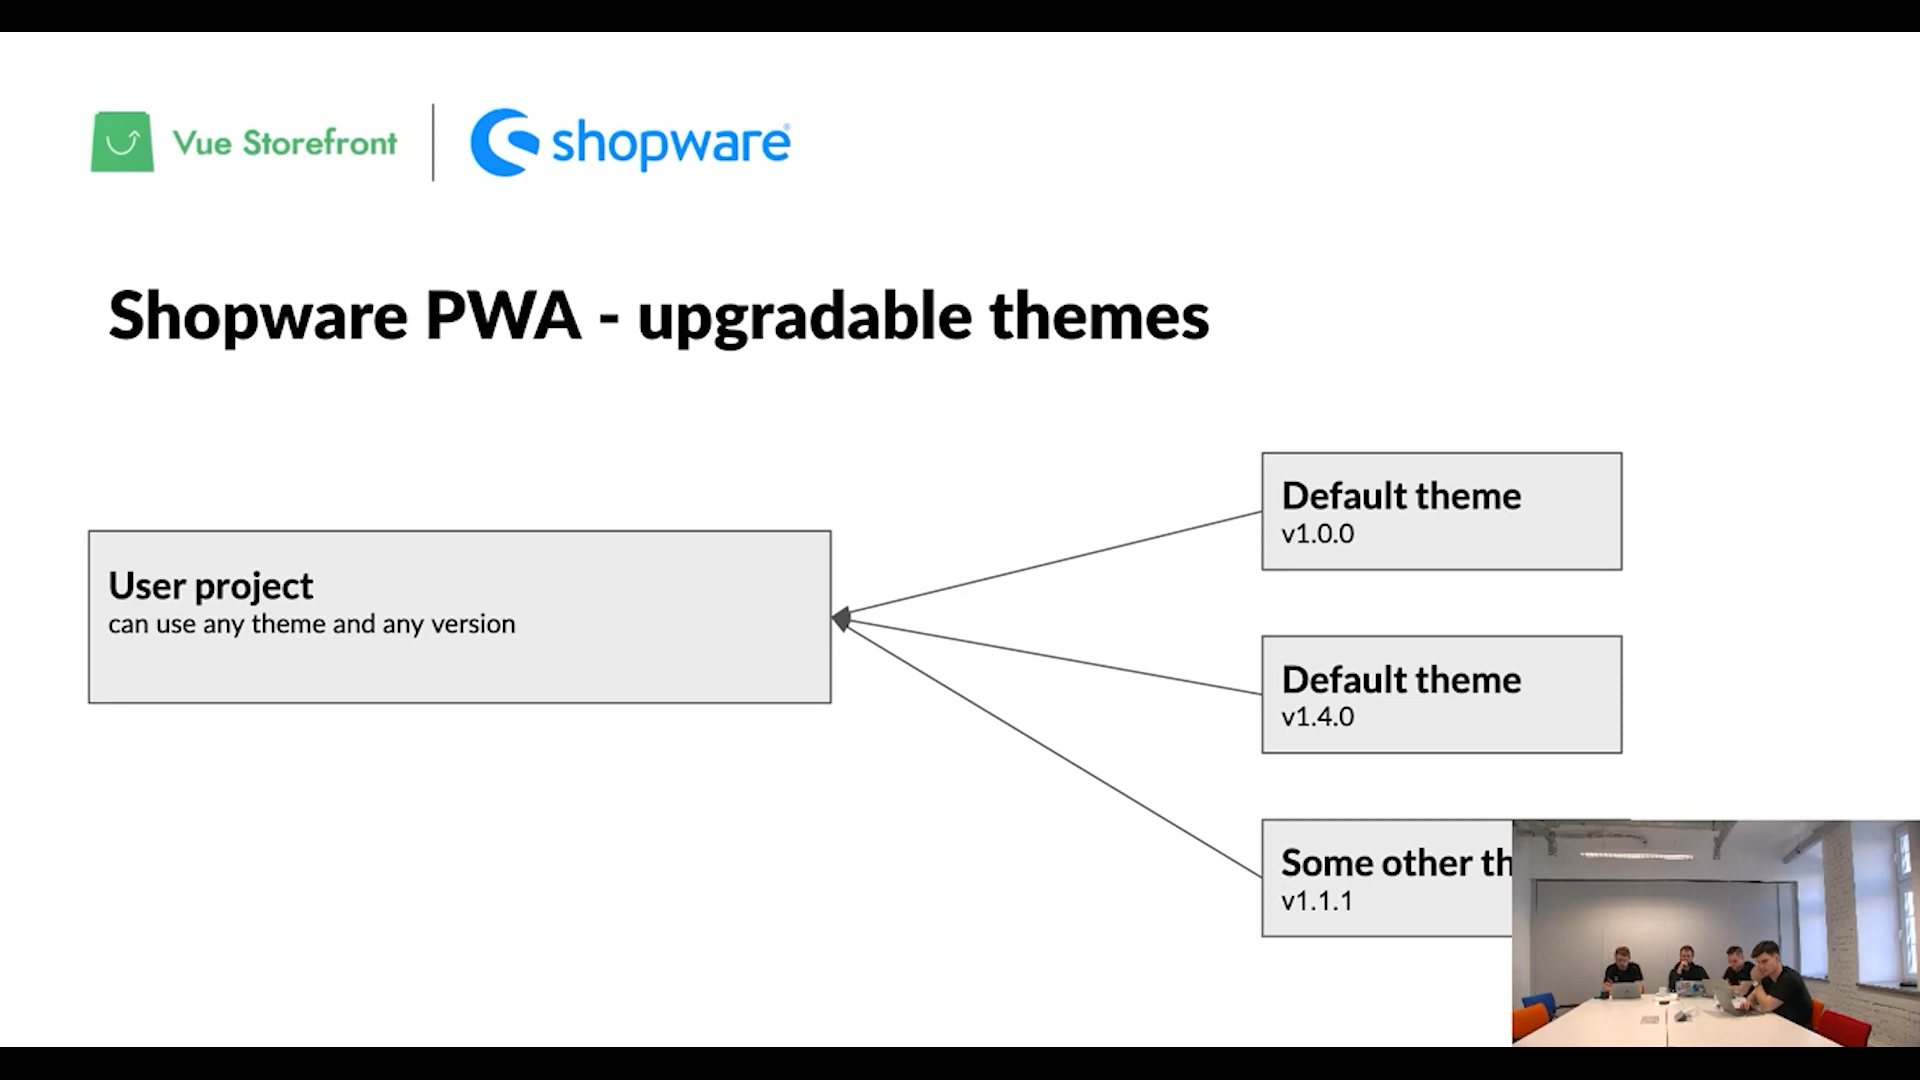 Vue Storefront
shopware
Shopware PWA - upgradable themes
Default theme
v1.0.0
User project
can use any theme and any version
Default theme
v1.4.0
Some other
v1.1.1